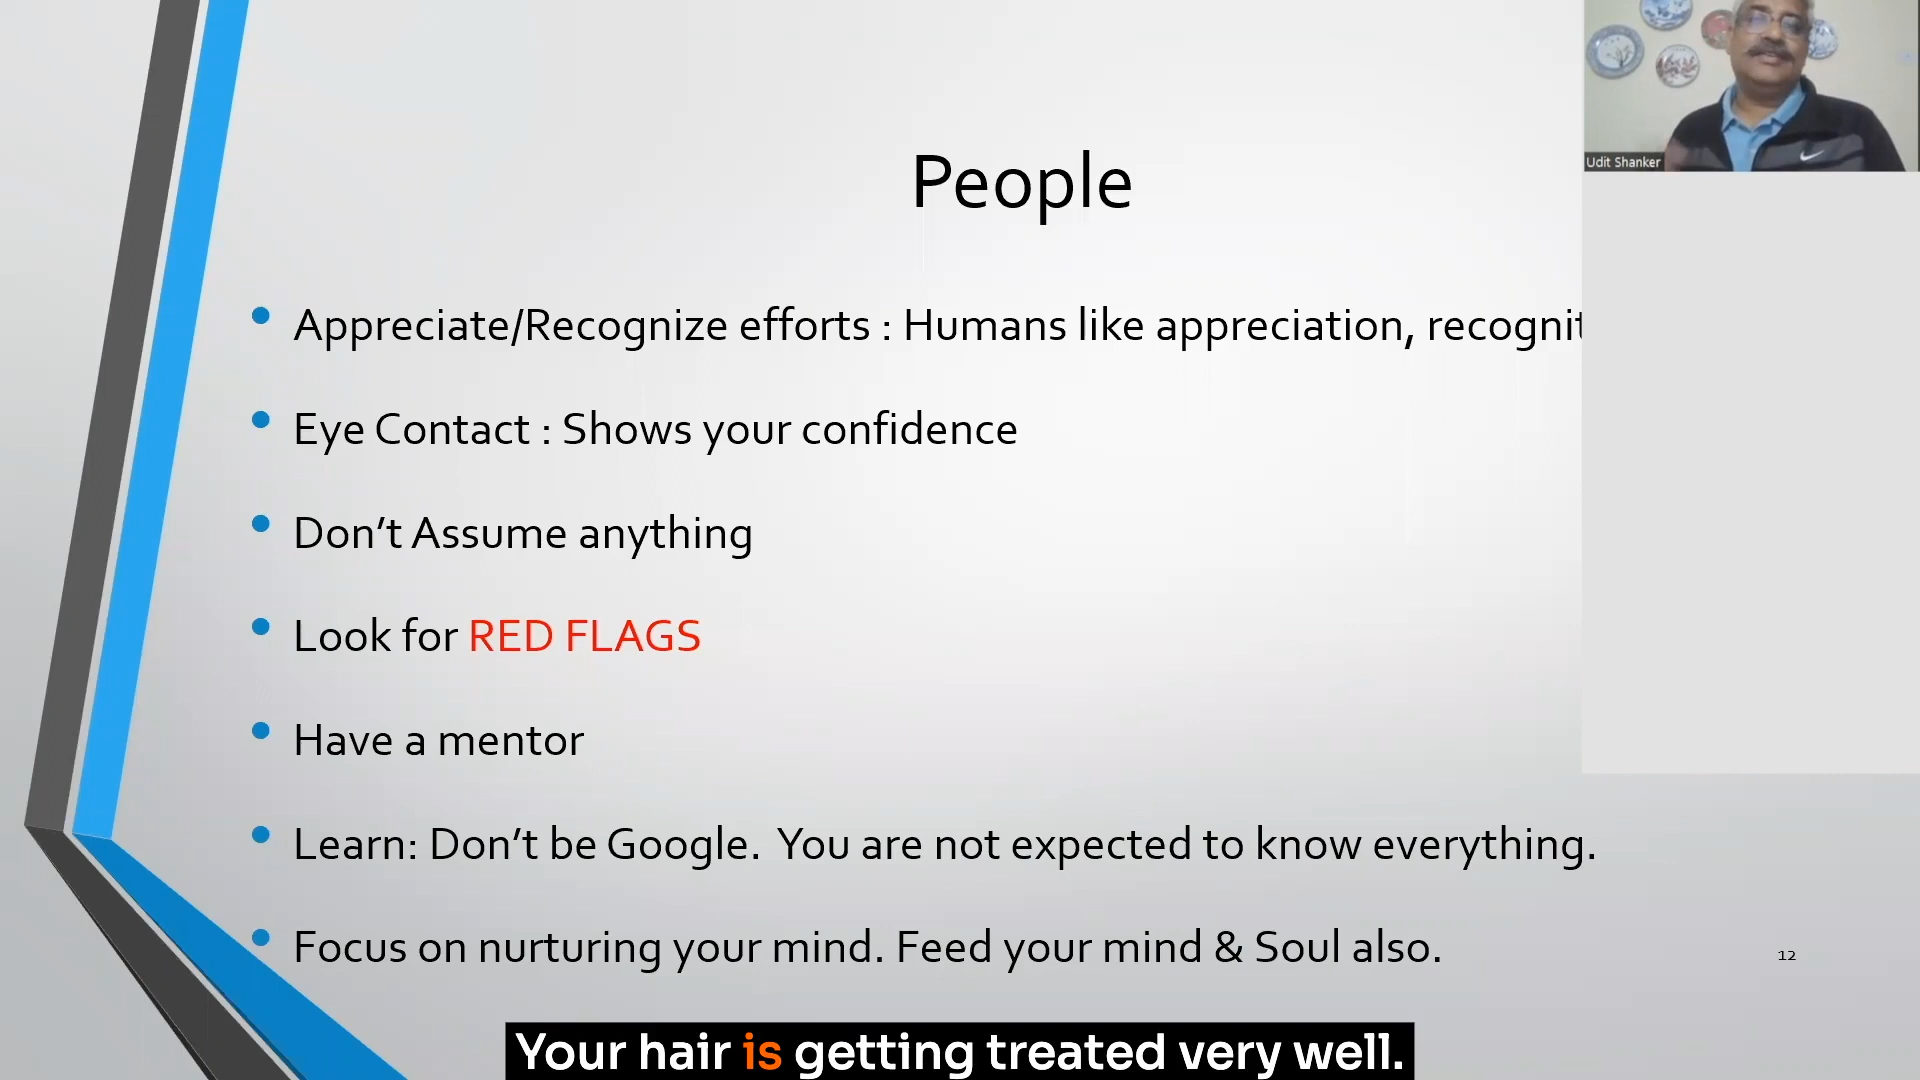 Udit Shanker
People
• Appreciate/Recognize efforts : Humans like appreciation, recognit
• Eye Contact : Shows your confidence
• Don’t Assume anything
• Look for RED FLAGS
• Have a mentor
• Learn: Don’t be Google.  You are not expected to know everything.
• Focus on nurturing your mind. Feed your mind & Soul also.
12
Your hair is getting treated very well.